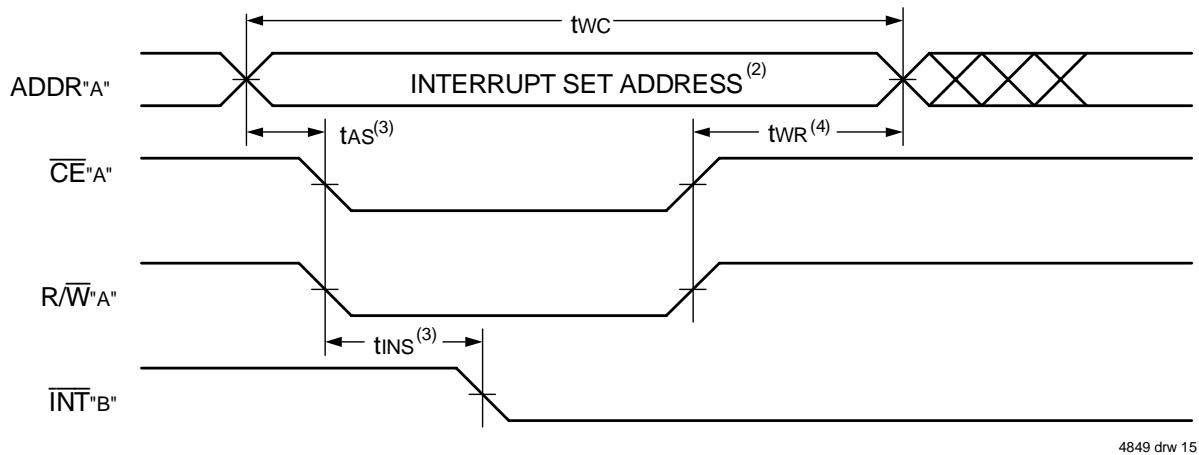 tWC
ADDR"A"
INTERRUPT SET ADDRESS(2)
tAS(3)
tWR(4)
CE"A"
R/W"A"
tINS(3)
INT"B"
4849 drw 15